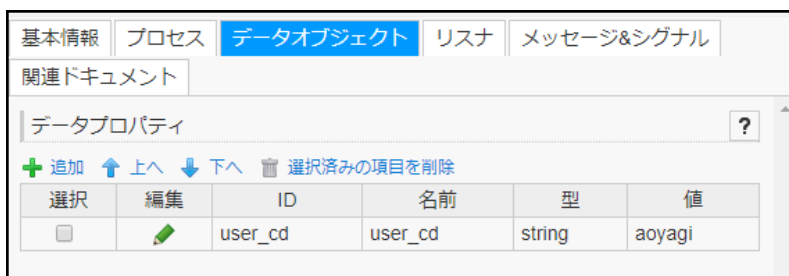 基本情報 プロセス データオブジェクト リスナ メッセージ&シグナル
関連ドキュメント
データプロパティ ?
追加 上へ 下へ 選択済みの項目を削除
選択 編集 ID 名前 型 値
user_cd user_cd string aoyagi